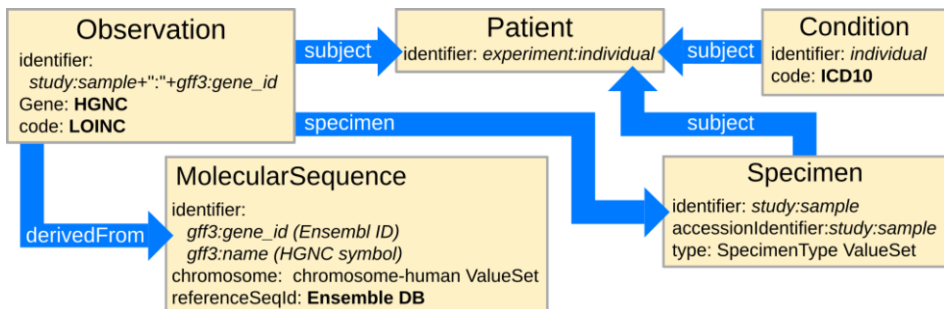 Observation
identifier:
study:sample+":"+gff3:gene_id
Gene: HGNC
code: LOINC
subject
Patient
identifier: experiment:individual
subject
Condition
identifier: individual
code: ICD10
specimen
subject
derivedFrom
MolecularSequence
identifier:
gff3:gene_id (Ensembl ID)
gff3:name (HGNC symbol)
chromosome: chromosome-human ValueSet
referenceSeqId: Ensemble DB
Specimen
identifier: study:sample
accessionIdentifier:study:sample
type: SpecimenType ValueSet